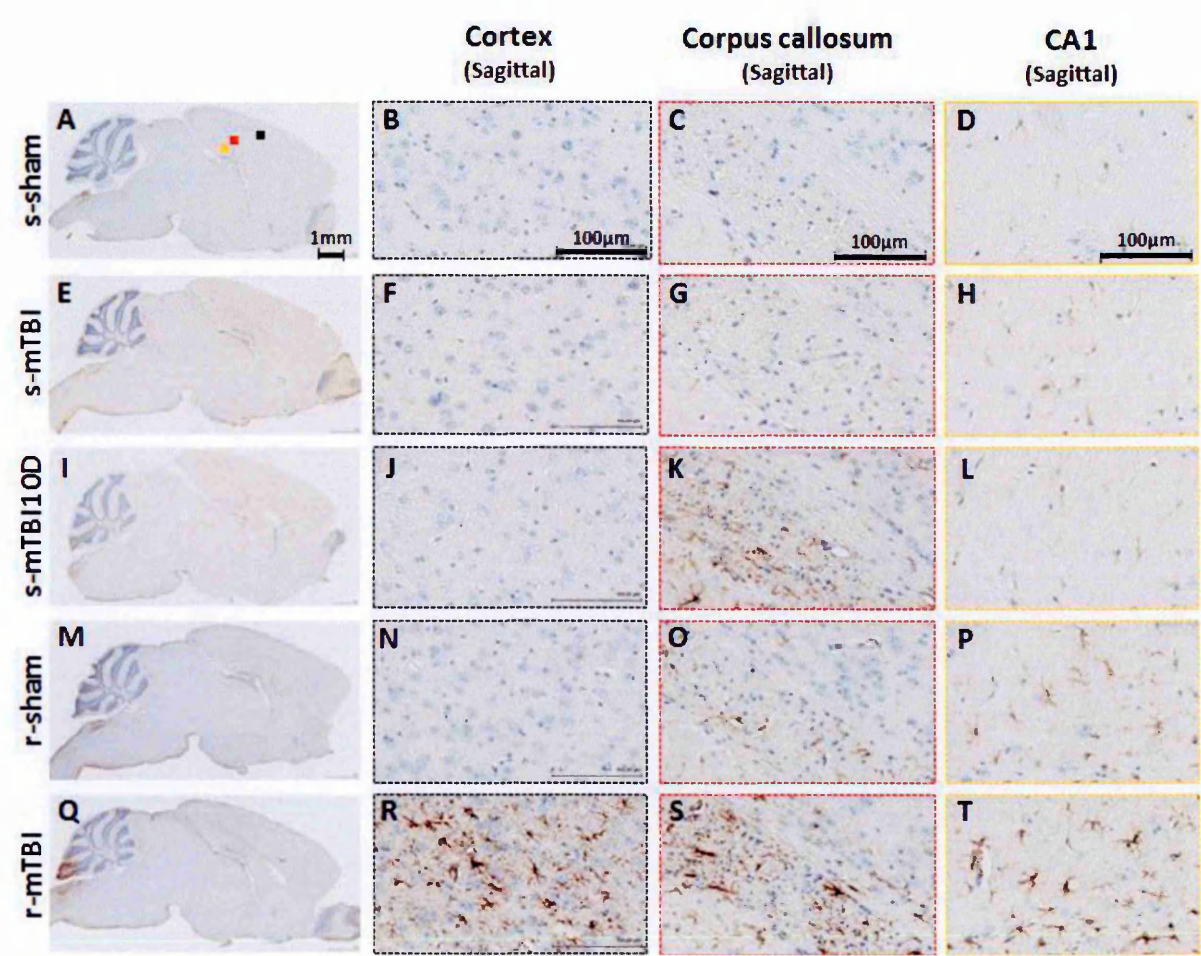 Cortex
(Sagittal)
Corpus callosum
(Sagittal)
CA1
(Sagittal)
s-sham
A
1mm
B
100µm
C
100µm
D
100µm
s-mTBI
E
F
G
H
s-mTBI10D
I
J
K
L
r-sham
M
N
O
P
r-mTBI
Q
R
S
T